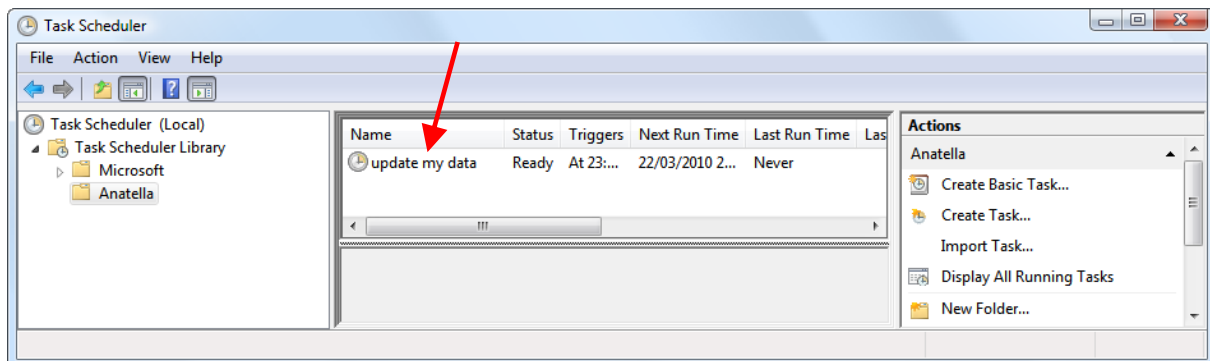 Task Scheduler
File Action View Help
Task Scheduler (Local)
Task Scheduler Library
Microsoft
Anatella
Name Status Triggers Next Run Time Last Run Time Las
update my data Ready At 23:... 22/03/2010 2... Never
Actions
Anatella
Create Basic Task...
Create Task...
Import Task...
Display All Running Tasks
New Folder...